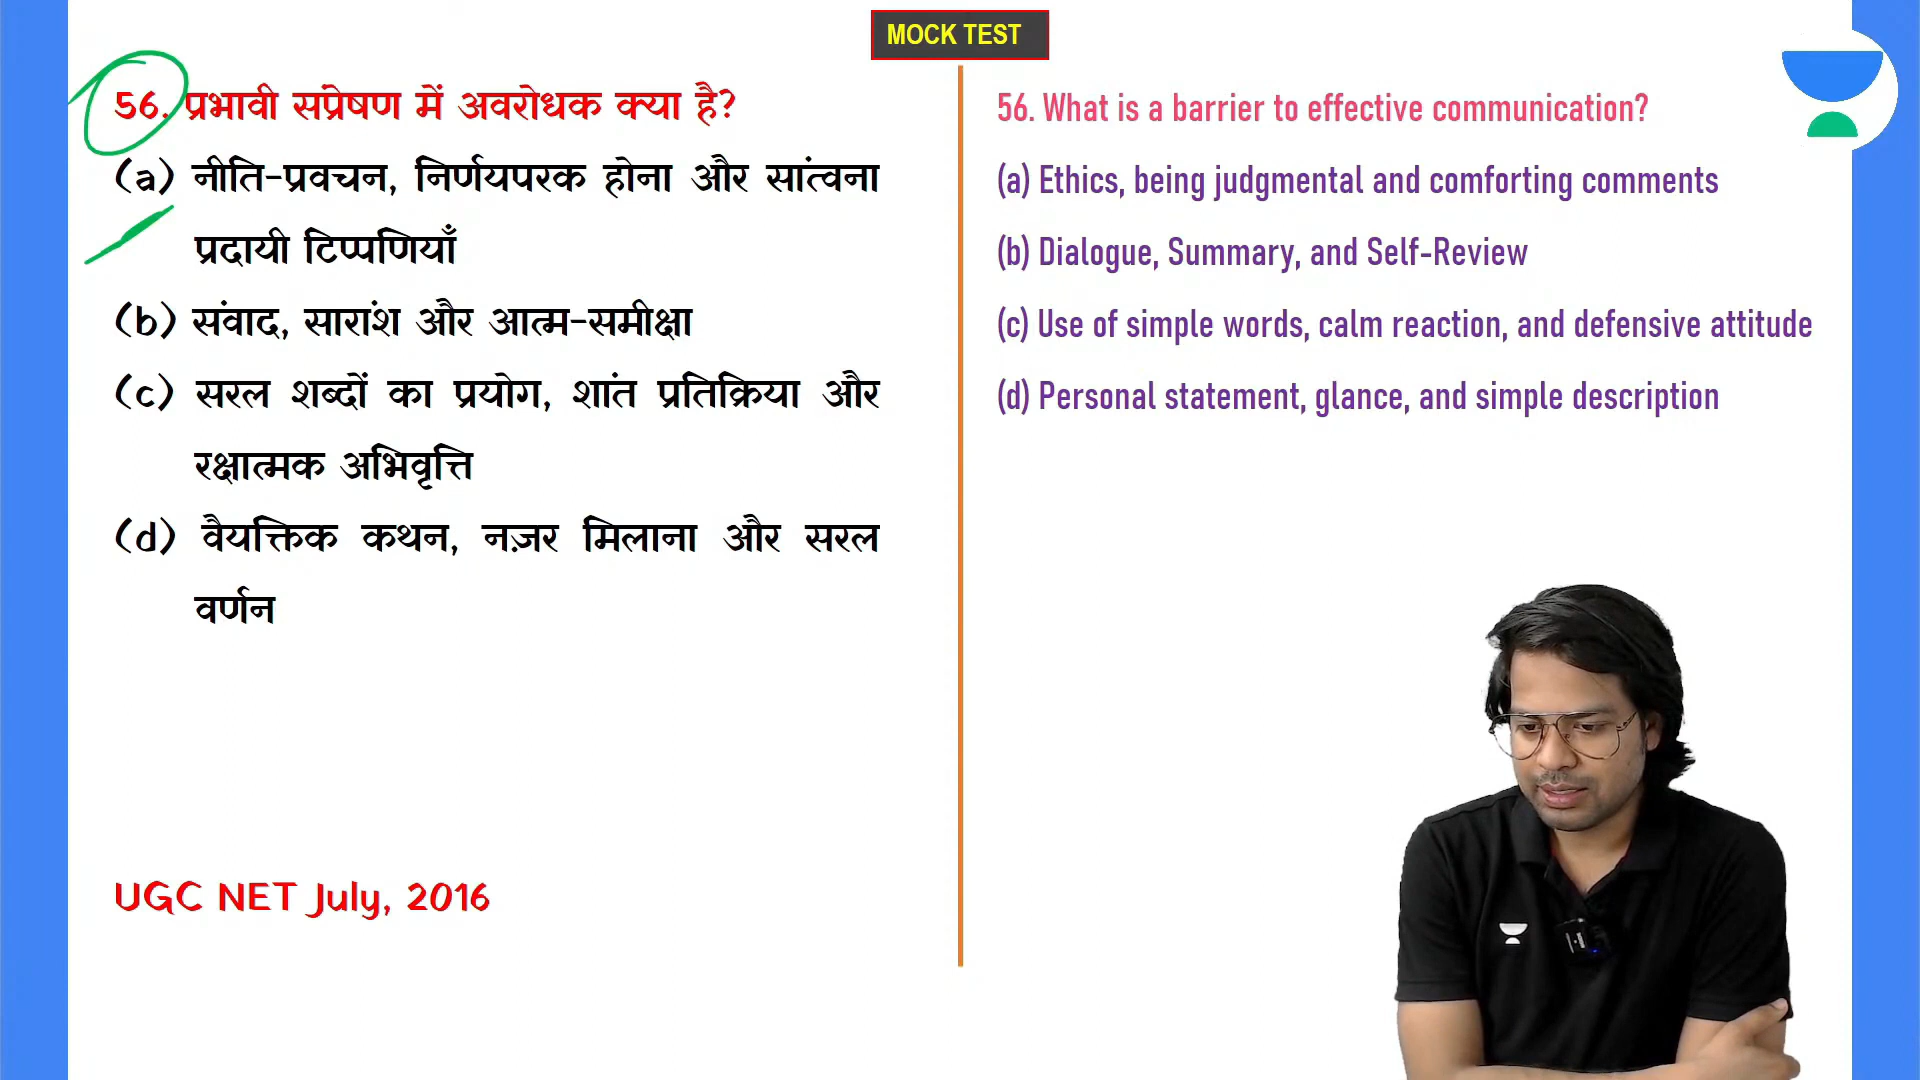 MOCK TEST
56. प्रभावी संप्रेषण में अवरोधक क्या है?
(a) नीति-प्रवचन, निर्णयपरक होना और सांत्वना
प्रदायी टिप्पणियाँ
(b) संवाद, सारांश और आत्म-समीक्षा
(c) सरल शब्दों का प्रयोग, शांत प्रतिक्रिया और
रक्षात्मक अभिवृत्ति
(d) वैयक्तिक कथन, नज़र मिलाना और सरल
वर्णन
UGC NET July, 2016
56. What is a barrier to effective communication?
(a) Ethics, being judgmental and comforting comments
(b) Dialogue, Summary, and Self-Review
(c) Use of simple words, calm reaction, and defensive attitude
(d) Personal statement, glance, and simple description